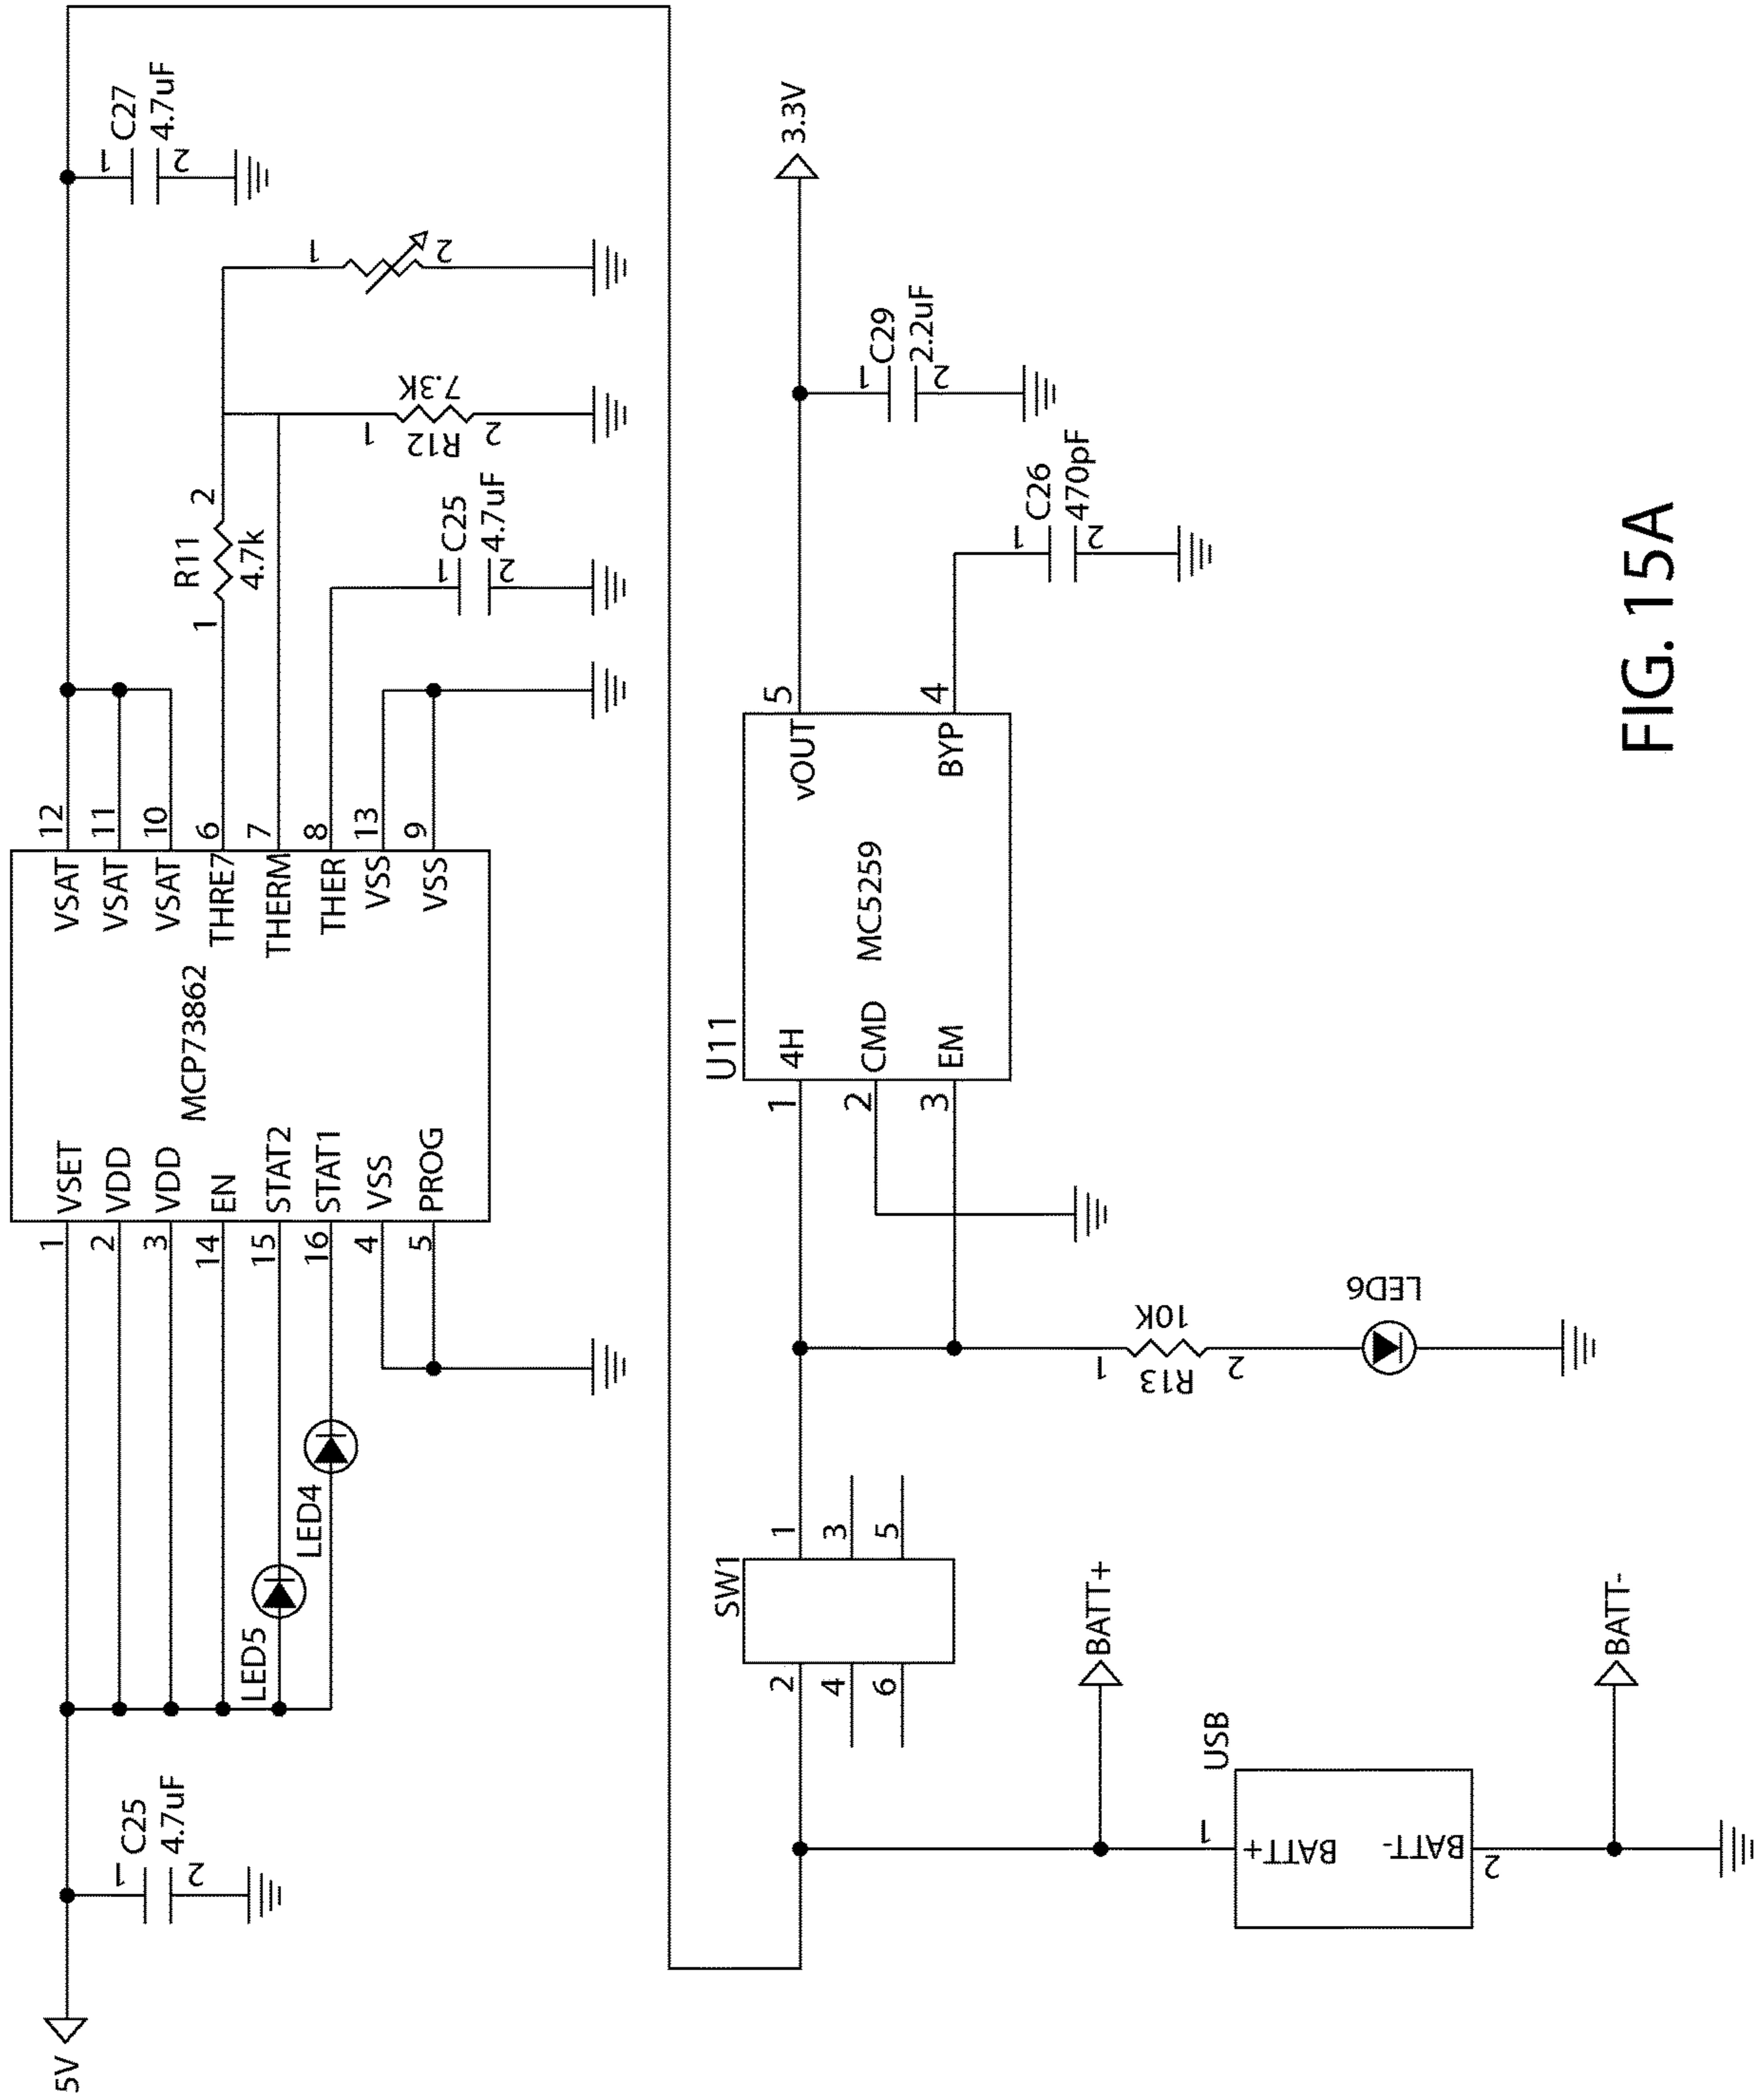 5V
C25
4.7uF
1
2
LED5
LED4
1
2
3
14
15
16
4
5
VSET
VDD
VDD
EN
STAT2
STAT1
VSS
PROG
MCP73862
VSAT
VSAT
VSAT
THRE7
THERM
THER
VSS
VSS
12
11
10
6
7
8
13
9
1
R11
4.7k
2
C25
4.7uF
1
2
1
R12
7.3K
2
1
2
C27
4.7uF
1
2
SW1
2
4
6
1
3
5
BATT+
USB
1
BATT+
BATT-
2
BATT-
1
R13
10K
2
LED6
U11
1
2
3
4H
CMD
EM
MC5259
vOUT
BYP
5
4
C26
470pF
1
2
C29
2.2uF
1
2
3.3V
FIG. 15A